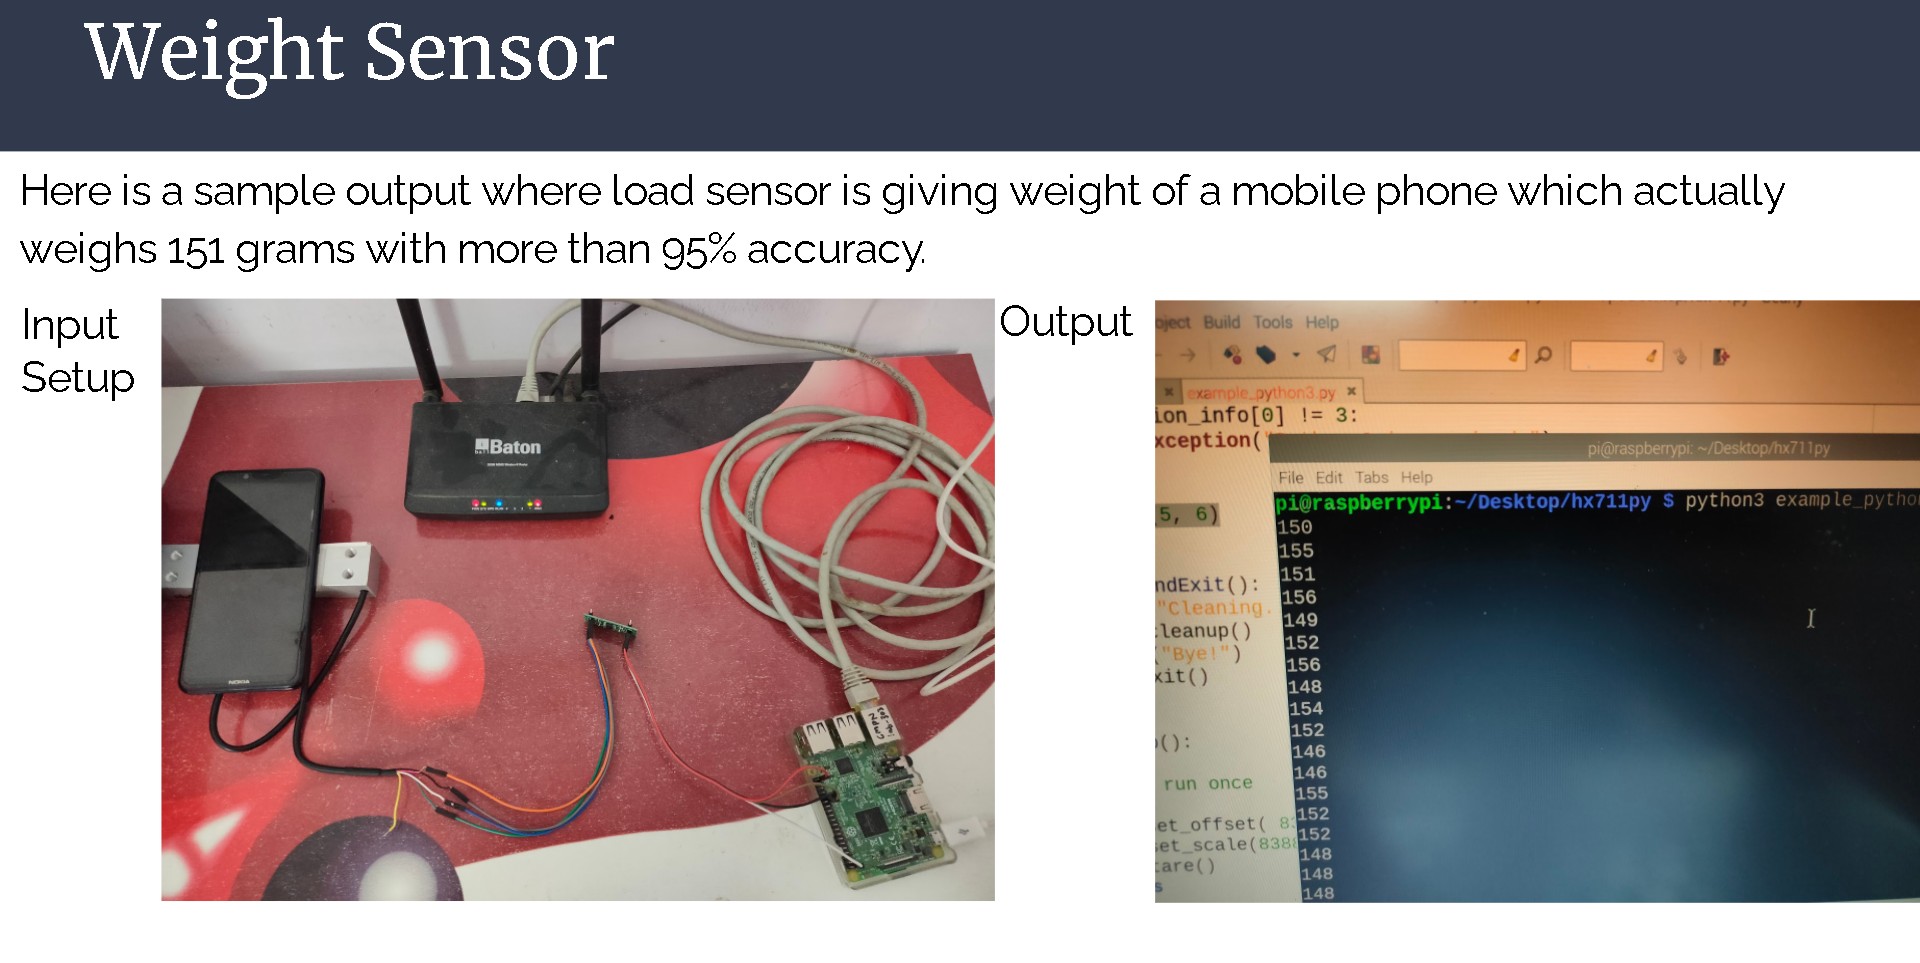 Weight Sensor
Here is a sample output where load sensor is giving weight of a mobile phone which actually
weighs 151 grams with more than 95% accuracy.
Input
Setup
Baton
NOKIA
Output
oject Build Tools Help
example_python3.py
ion_info[0] != 3:
xception("
pi@raspberrypi: ~/Desktop/hx711py
File Edit Tabs Help
pi@raspberrypi:~/Desktop/hx711py $ python3 example_pytho
5, 6)
150
155
151
ndExit():
156
"Cleaning.
149
leanup()
152
("Bye!")
156
xit()
148
154
152
():
146
146
run once
155
152
et_offset( 8
152
et_scale(838
148
tare()
148
s
148